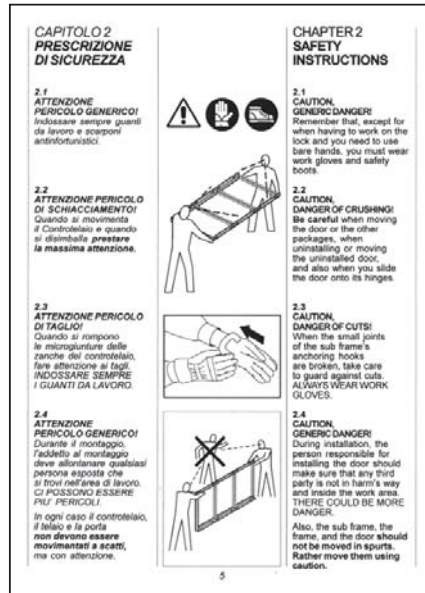 CAPITOLO 2
PRESCRIZIONE
DI SICUREZZA
2.1
ATTENZIONE
PERICOLO GENERICO!
Indossare sempre guanti
da lavoro e scarponi
antinfortunistici.
2.2
ATTENZIONE PERICOLO
DI SCHIACCIAMENTO!
Quando si movimenta
il Controtelaio e quando
si disimballa prestare
la massima attenzione.
2.3
ATTENZIONE PERICOLO
DI TAGLIO!
Quando si rompono
le microgiunture delle
zanche del controtelaio,
fare attenzione ai tagli.
INDOSSARE SEMPRE
I GUANTI DA LAVORO.
2.4
ATTENZIONE
PERICOLO GENERICO!
Durante il montaggio,
l'addetto al montaggio
deve allontanare qualsiasi
persona esposta che
si trovi nell'area di lavoro.
CI POSSONO ESSERE
PIU' PERICOLI.
In ogni caso il controtelaio,
il telaio e la porta
non devono essere
movimentati a scatti,
ma con attenzione.
CHAPTER 2
SAFETY
INSTRUCTIONS
2.1
CAUTION,
GENERIC DANGER!
Remember that, except for
when having to work on the
lock and you need to use
bare hands, you must wear
work gloves and safety
boots.
2.2
CAUTION,
DANGER OF CRUSHING!
Be careful when moving
the door or the other
packages, when
uninstalling or moving
the uninstalled door,
and also when you slide
the door onto its hinges.
2.3
CAUTION,
DANGER OF CUTS!
When the small joints
of the sub frame's
anchoring hooks
are broken, take care
to guard against cuts.
ALWAYS WEAR WORK
GLOVES.
2.4
CAUTION,
GENERIC DANGER!
During installation, the
person responsible for
installing the door should
make sure that any third
party is not in harm's way
and inside the work area.
THERE COULD BE MORE
DANGER.
Also, the sub frame, the
frame, and the door should
not be moved in spurts.
Rather move them using
caution.
5